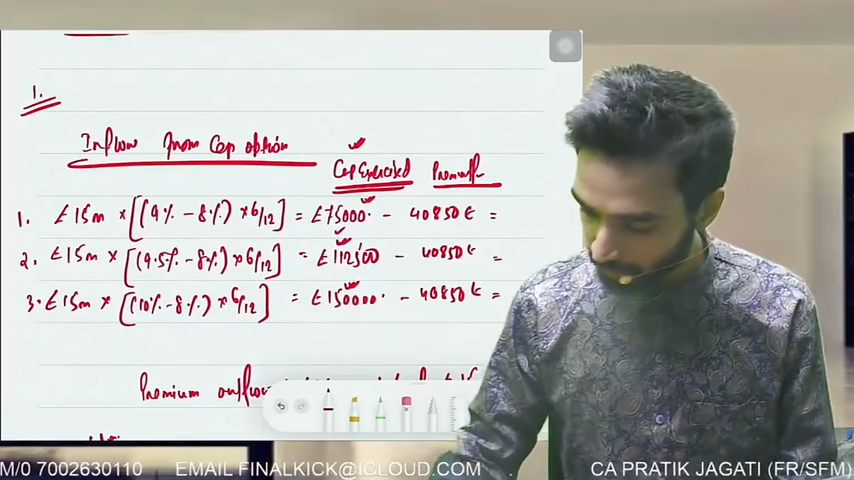 1.
Inflow from Cap option
Cap Exercised Premium
1. £15m × [(9% - 8%) × 6/12] = £75000 - 40850£ =
2. £15m × [(9.5% - 8%) × 6/12] = £112500 - 40850£ =
3. £15m × [(10% - 8%) × 6/12] = £150000 - 40850£ =
Premium outflow
M/0 7002630110 EMAIL FINALKICK@ICLOUD.COM CA PRATIK JAGATI (FR/SFM)